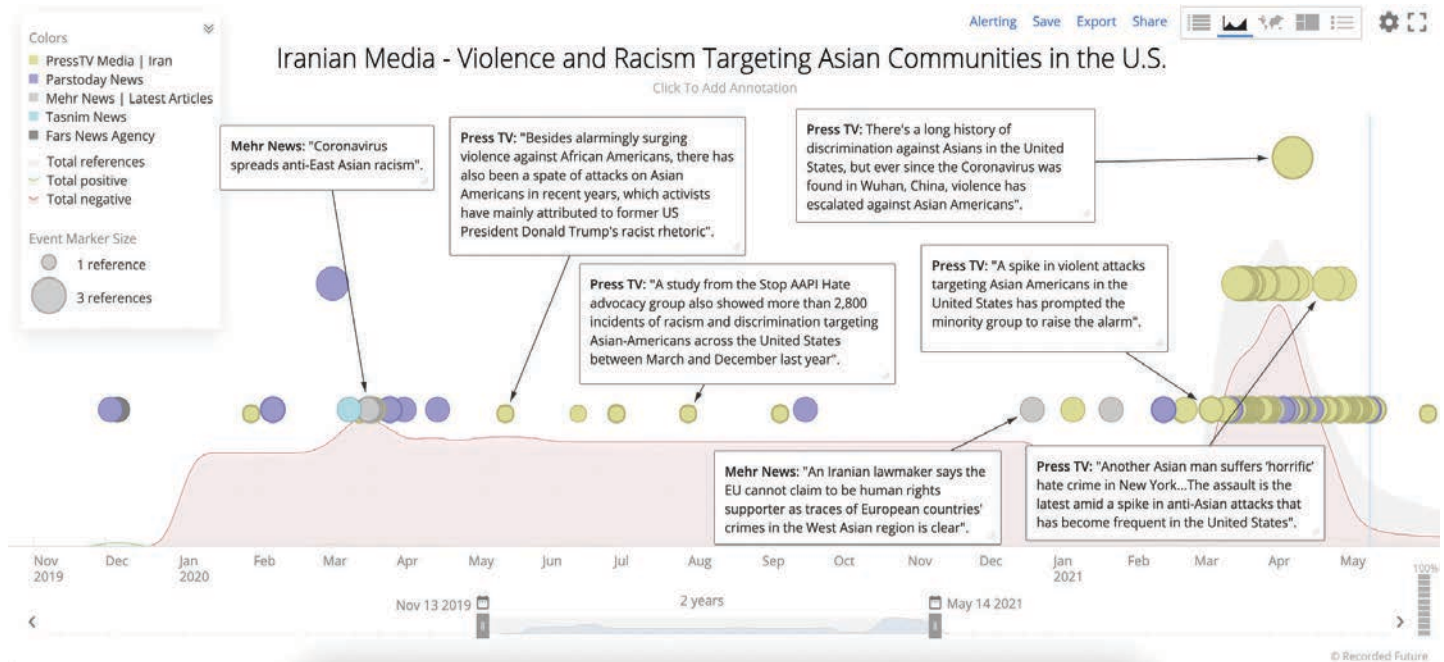 Alerting Save Export Share
Colors
PressTV Media | Iran
Parstoday News
Mehr News | Latest Articles
Tasnim News
Fars News Agency
Total references
Total positive
Total negative
Event Marker Size
1 reference
3 references
Iranian Media - Violence and Racism Targeting Asian Communities in the U.S.
Click To Add Annotation
Mehr News: "Coronavirus
spreads anti-East Asian racism".
Press TV: "Besides alarmingly surging
violence against African Americans, there has
also been a spate of attacks on Asian
Americans in recent years, which activists
have mainly attributed to former US
President Donald Trump's racist rhetoric".
Press TV: There's a long history of
discrimination against Asians in the United
States, but ever since the Coronavirus was
found in Wuhan, China, violence has
escalated against Asian Americans".
Press TV: "A study from the Stop AAPI Hate
advocacy group also showed more than 2,800
incidents of racism and discrimination targeting
Asian-Americans across the United States
between March and December last year".
Press TV: "A spike in violent attacks
targeting Asian Americans in the
United States has prompted the
minority group to raise the alarm".
Mehr News: "An Iranian lawmaker says the
EU cannot claim to be human rights
supporter as traces of European countries'
crimes in the West Asian region is clear".
Press TV: "Another Asian man suffers 'horrific'
hate crime in New York...The assault is the
latest amid a spike in anti-Asian attacks that
has become frequent in the United States".
Nov Dec Jan Feb Mar Apr May Jun Jul Aug Sep Oct Nov Dec Jan Feb Mar Apr May
2019 2020 2021
100%
Nov 13 2019 2 years May 14 2021
© Recorded Future